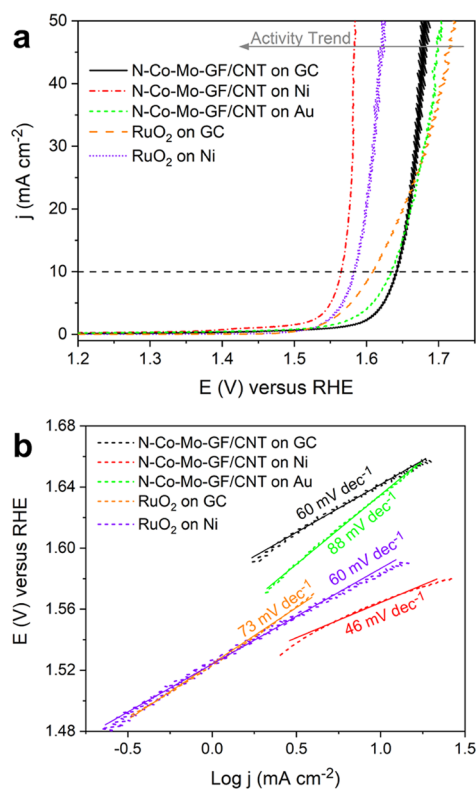 a
Activity Trend
N-Co-Mo-GF/CNT on GC
N-Co-Mo-GF/CNT on Ni
N-Co-Mo-GF/CNT on Au
RuO₂ on GC
RuO₂ on Ni
j (mA cm⁻²)
50
40
30
20
10
0
1.2 1.3 1.4 1.5 1.6 1.7
E (V) versus RHE
b
N-Co-Mo-GF/CNT on GC
N-Co-Mo-GF/CNT on Ni
N-Co-Mo-GF/CNT on Au
RuO₂ on GC
RuO₂ on Ni
60 mV dec⁻¹
88 mV dec⁻¹
60 mV dec⁻¹
73 mV dec⁻¹
46 mV dec⁻¹
E (V) versus RHE
1.68
1.64
1.60
1.56
1.52
1.48
-0.5 0.0 0.5 1.0 1.5
Log j (mA cm⁻²)